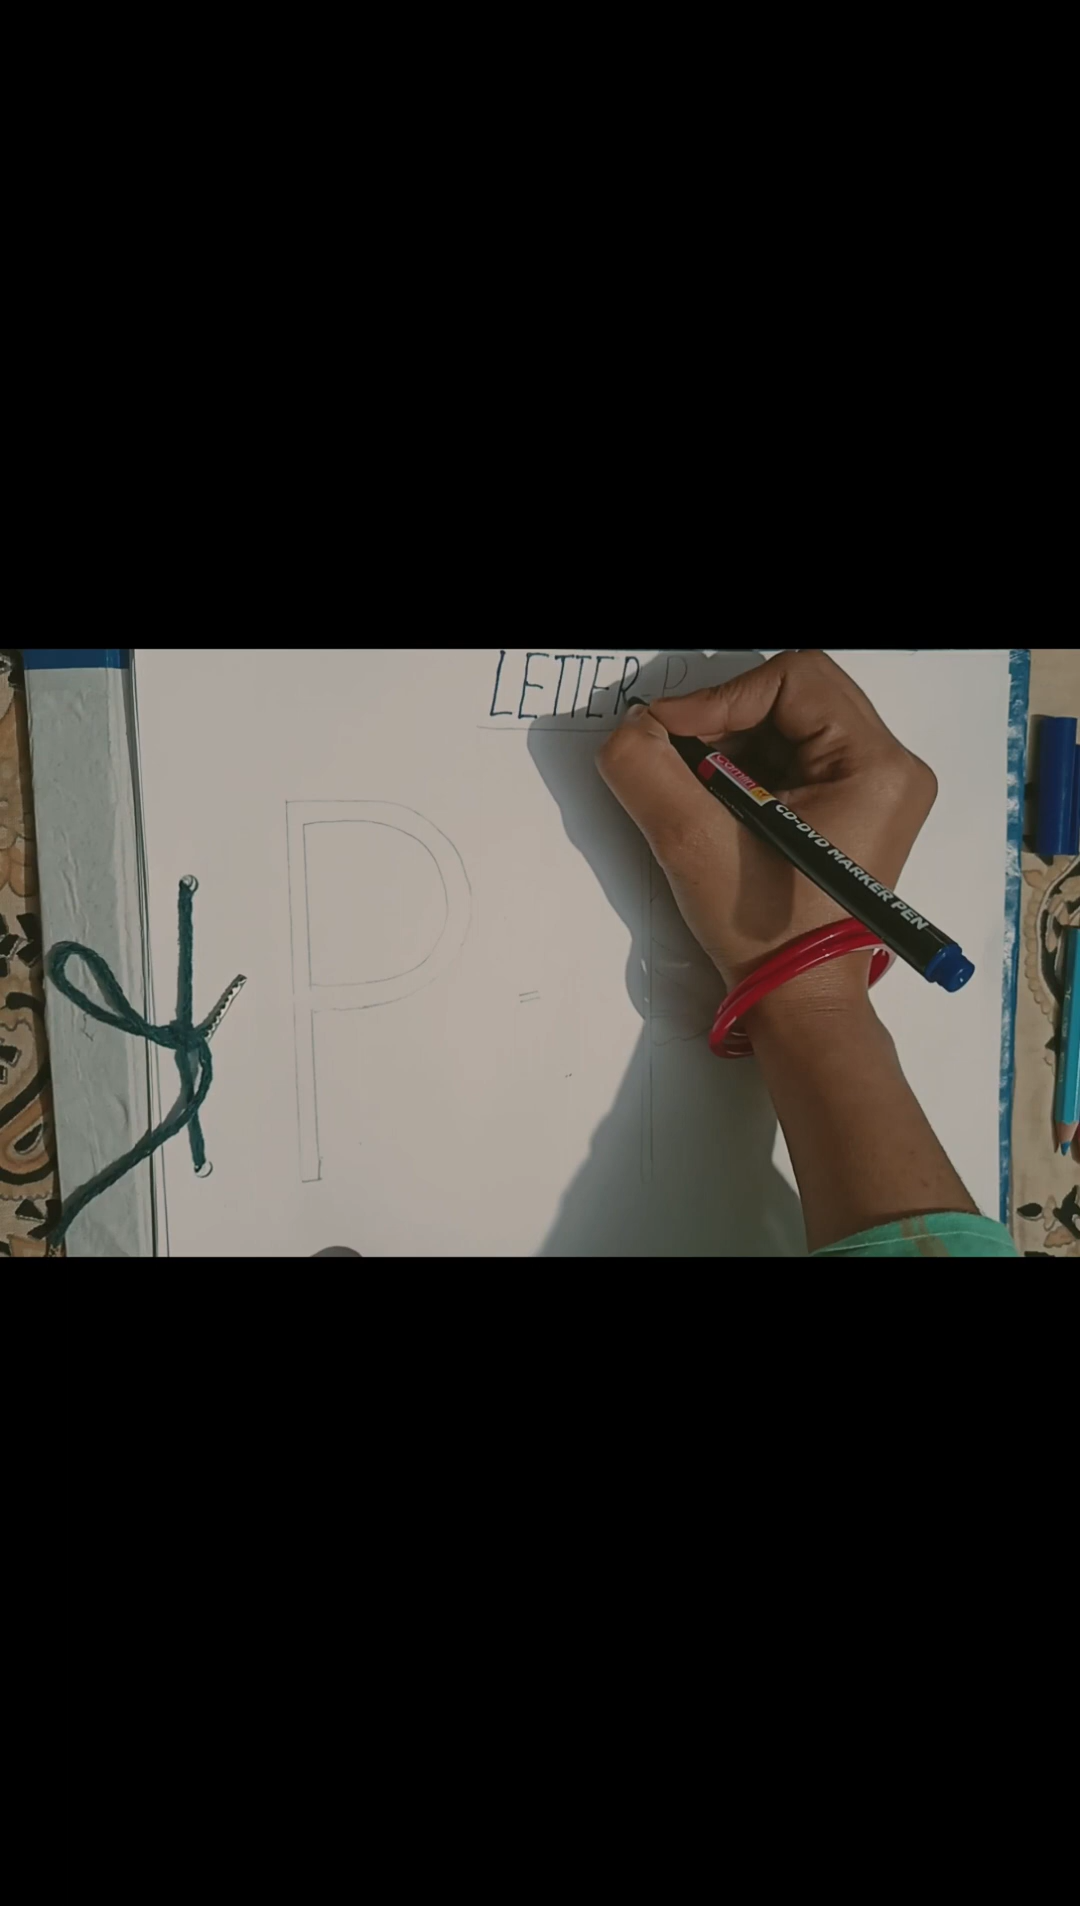 LETTER-P
P =
Camlin
CD-DVD MARKER PEN